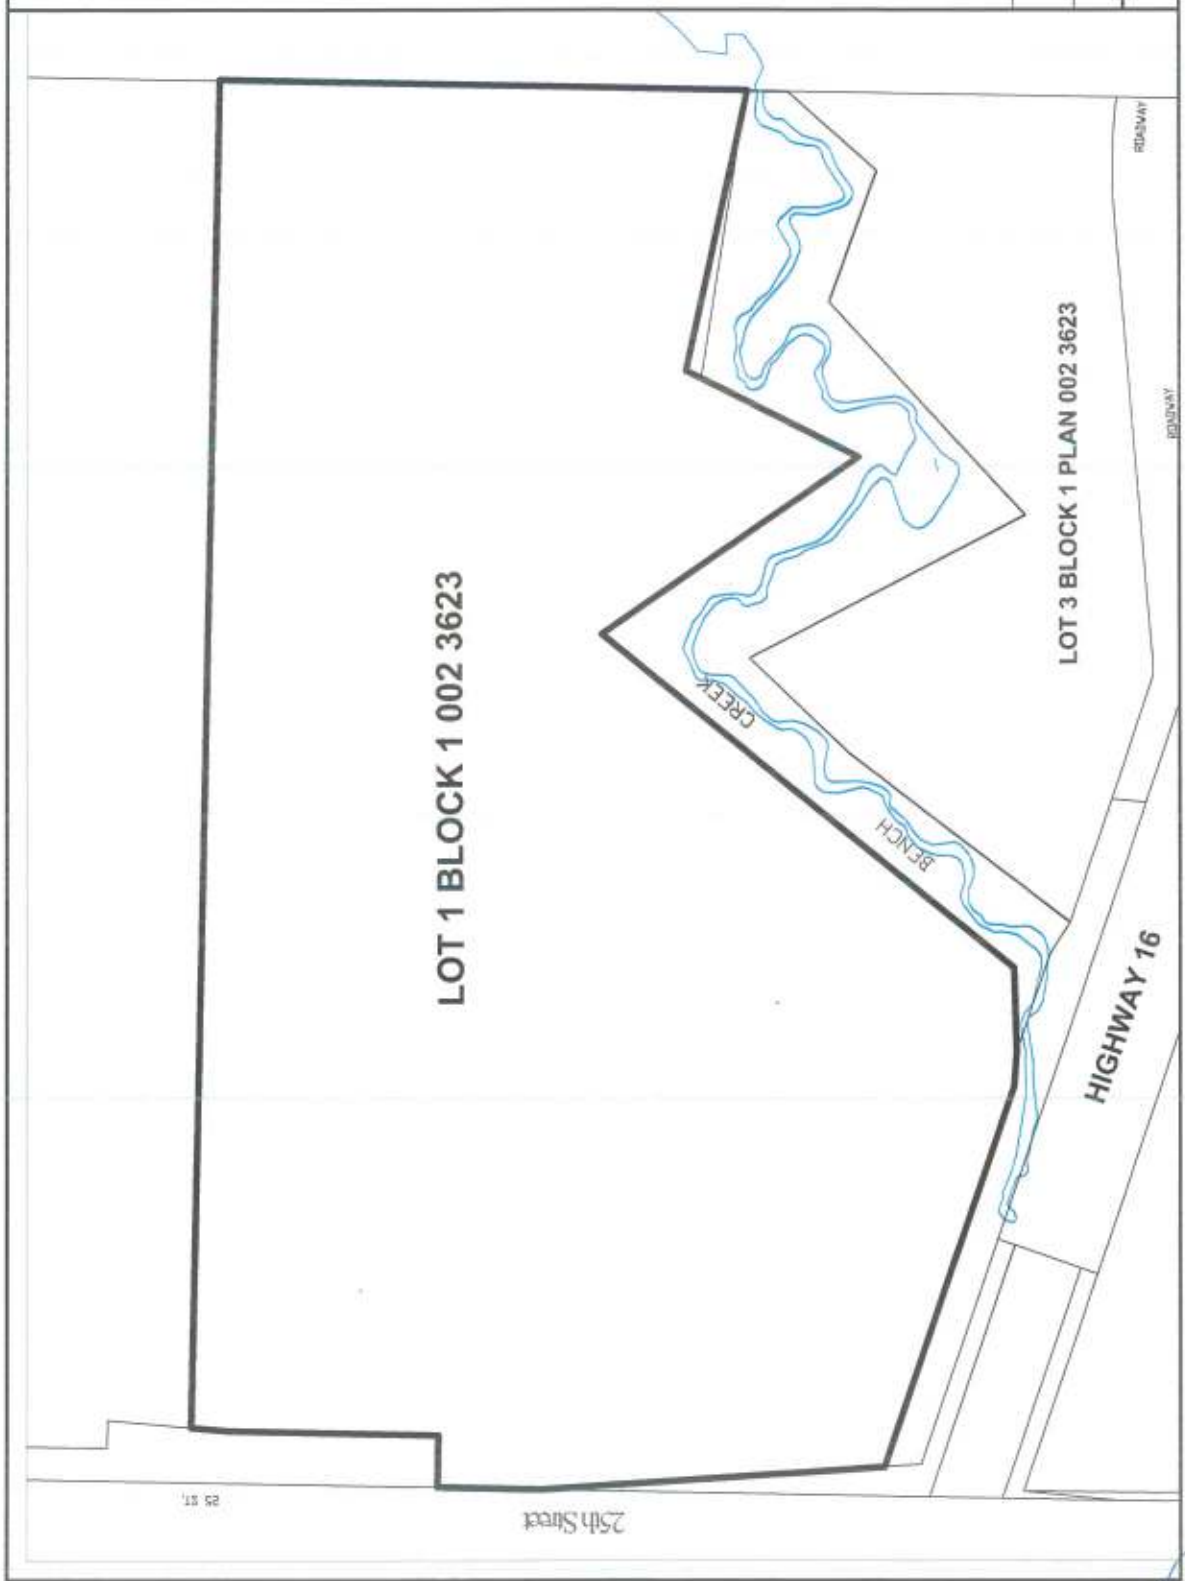 LOT 1 BLOCK 1 002 3623
LOT 3 BLOCK 1 PLAN 002 3623
BENCH
CREEK
HIGHWAY 16
ROADWAY
ROADWAY
25 ST.
25th Street